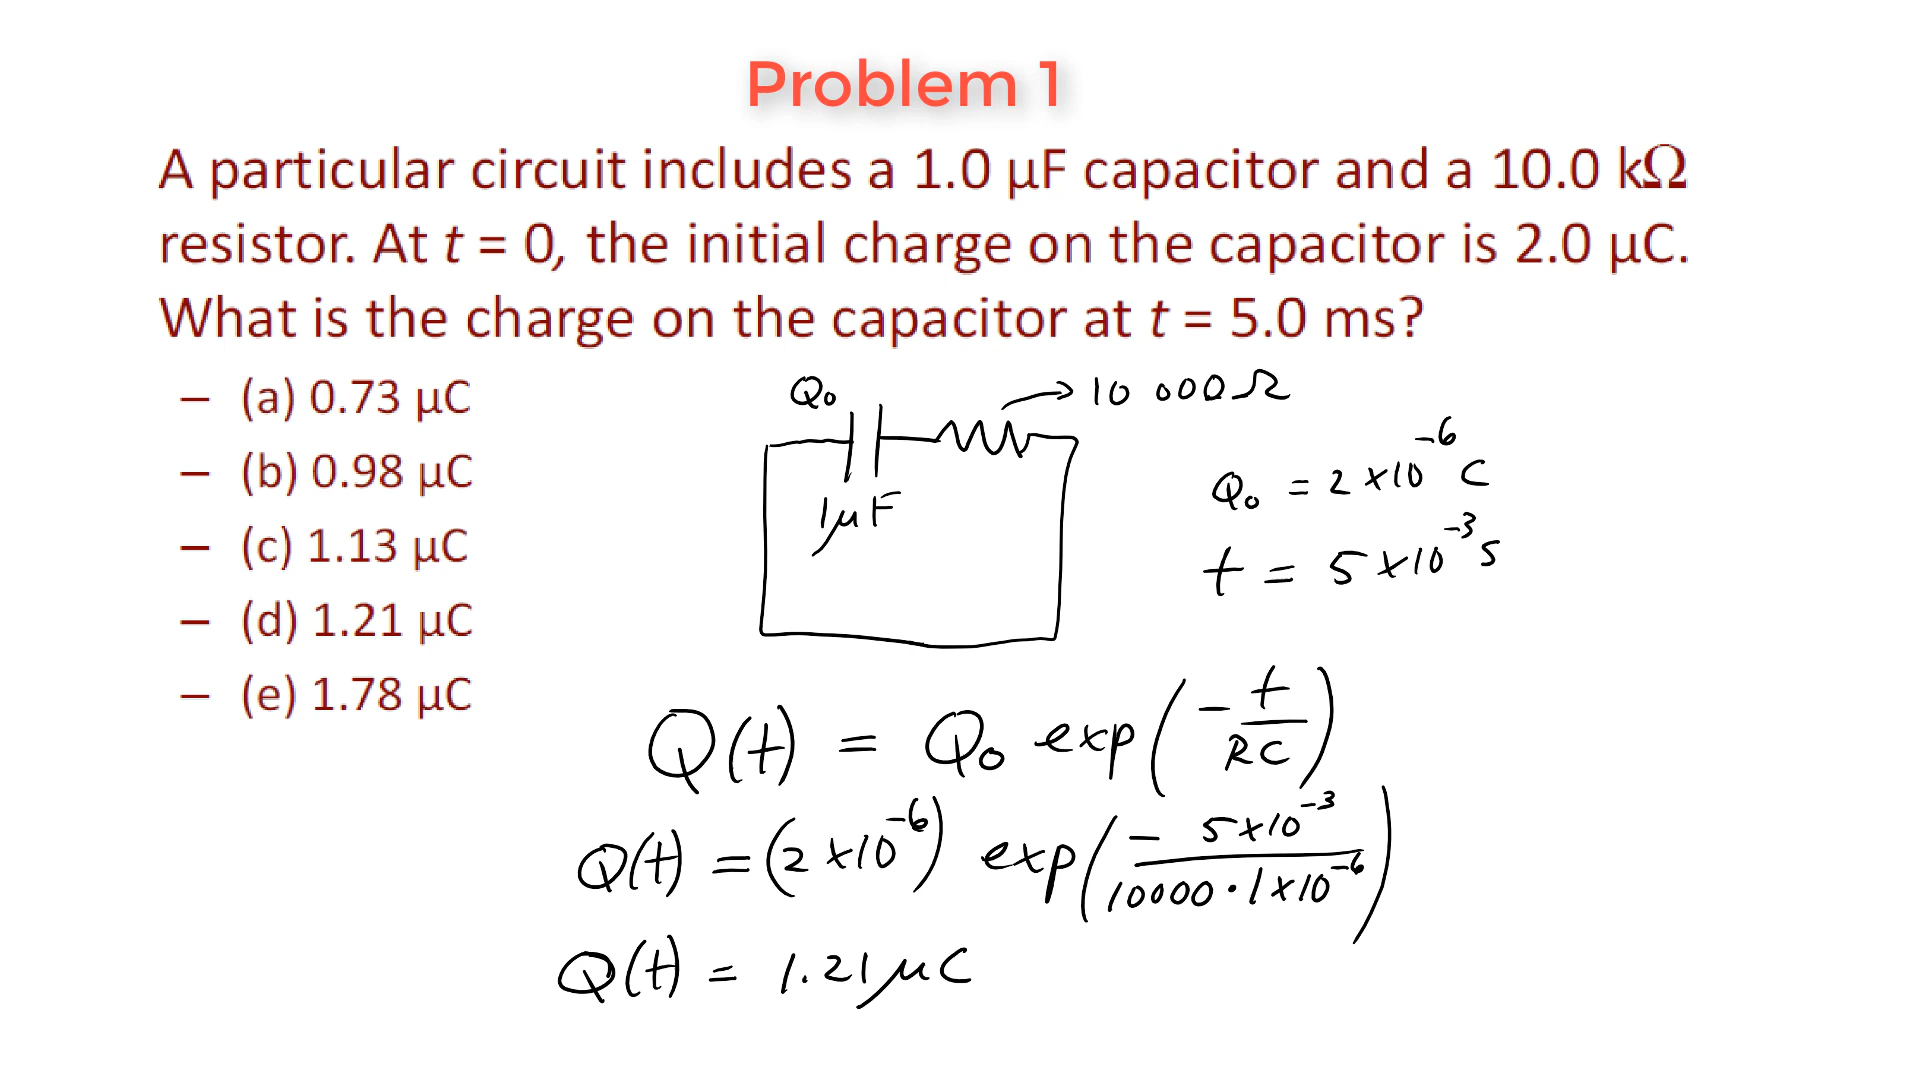 Problem 1
A particular circuit includes a 1.0 µF capacitor and a 10.0 kΩ
resistor. At t = 0, the initial charge on the capacitor is 2.0 µC.
What is the charge on the capacitor at t = 5.0 ms?
– (a) 0.73 µC
– (b) 0.98 µC
– (c) 1.13 µC
– (d) 1.21 µC
– (e) 1.78 µC
Q₀ → 10 000Ω
1µF
Q₀ = 2×10⁻⁶ C
t = 5×10⁻³ s
Q(t) = Q₀ exp(-t/RC)
Q(t) = (2×10⁻⁶) exp(-5×10⁻³/10000·1×10⁻⁶)
Q(t) = 1.21µC